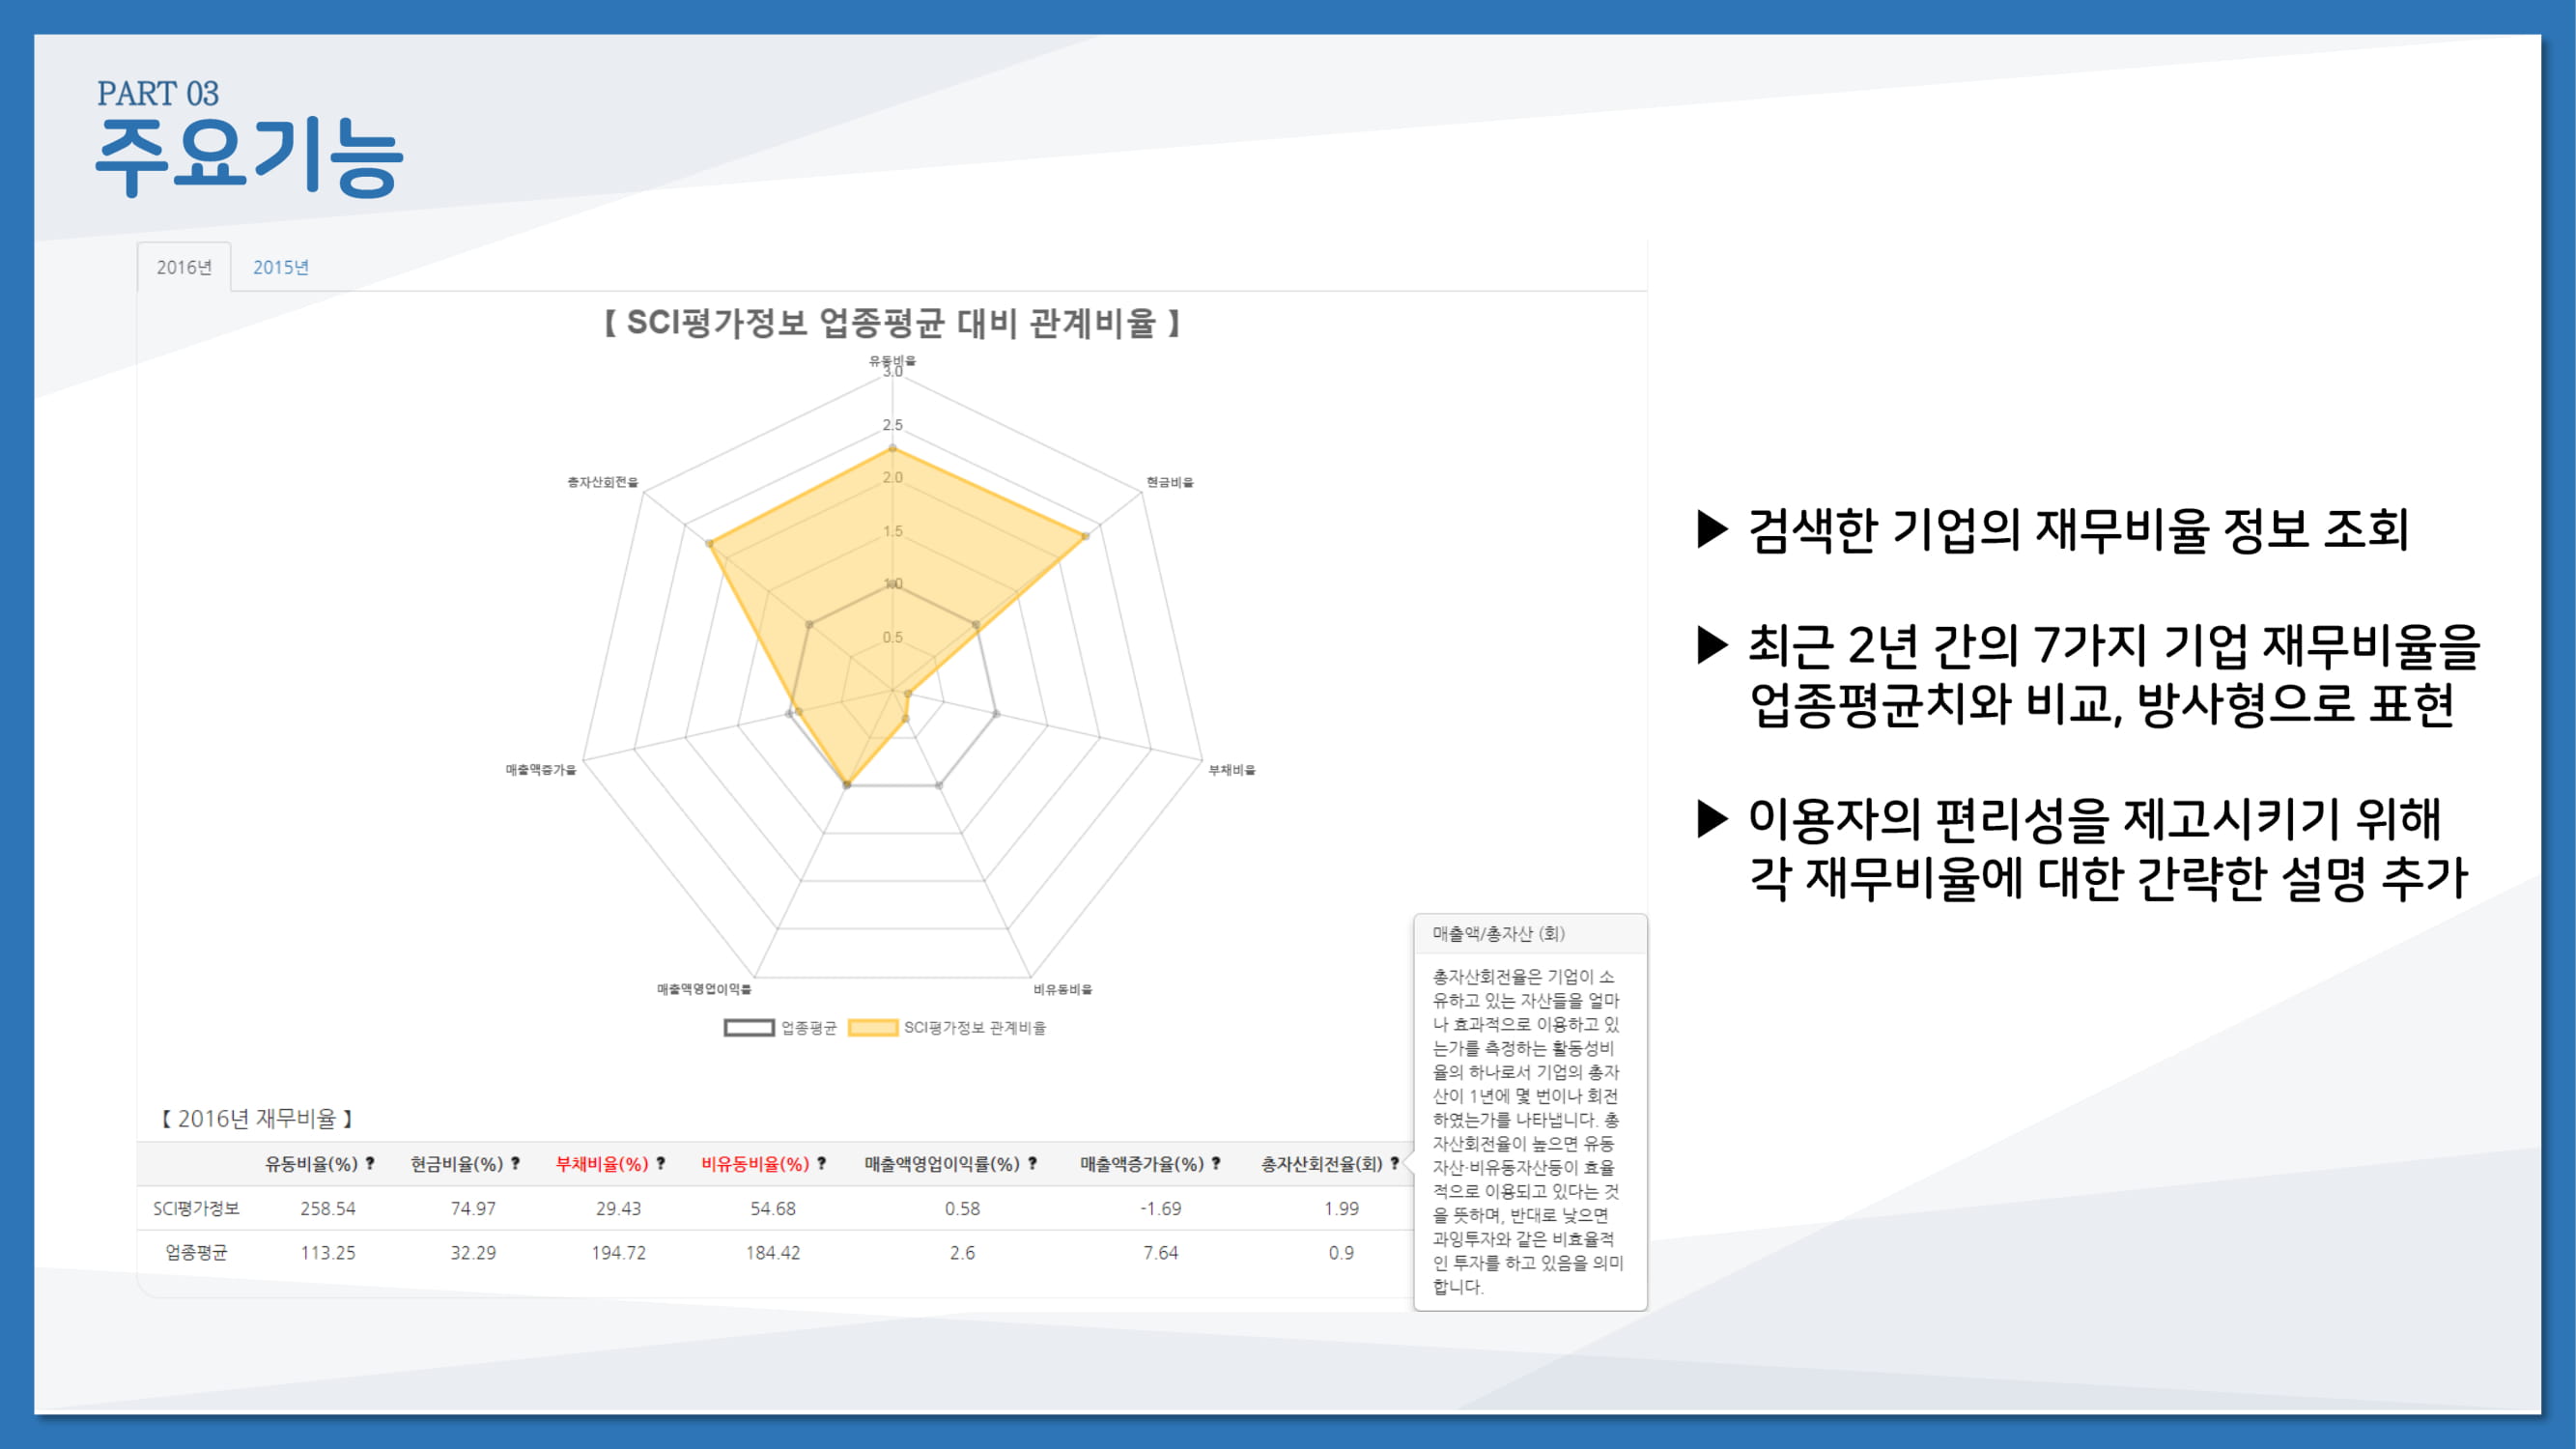 PART 03
주요기능
2016년 2015년
【 SCI평가정보 업종평균 대비 관계비율 】
유동비율
3.0
2.5
2.0
1.5
1.0
0.5
총자산회전율
현금비율
매출액증가율
부채비율
매출액영업이익률
비유동비율
업종평균 SCI평가정보 관계비율
▶ 검색한 기업의 재무비율 정보 조회
▶ 최근 2년 간의 7가지 기업 재무비율을
업종평균치와 비교, 방사형으로 표현
▶ 이용자의 편리성을 제고시키기 위해
각 재무비율에 대한 간략한 설명 추가
【 2016년 재무비율 】
유동비율(%) ? 현금비율(%) ? 부채비율(%) ? 비유동비율(%) ? 매출액영업이익률(%) ? 매출액증가율(%) ? 총자산회전율(회) ?
SCI평가정보 258.54 74.97 29.43 54.68 0.58 -1.69 1.99
업종평균 113.25 32.29 194.72 184.42 2.6 7.64 0.9
매출액/총자산 (회)
총자산회전율은 기업이 소
유하고 있는 자산들을 얼마
나 효과적으로 이용하고 있
는가를 측정하는 활동성비
율의 하나로서 기업의 총자
산이 1년에 몇 번이나 회전
하였는가를 나타냅니다. 총
자산회전율이 높으면 유동
자산·비유동자산등이 효율
적으로 이용되고 있다는 것
을 뜻하며, 반대로 낮으면
과잉투자와 같은 비효율적
인 투자를 하고 있음을 의미
합니다.